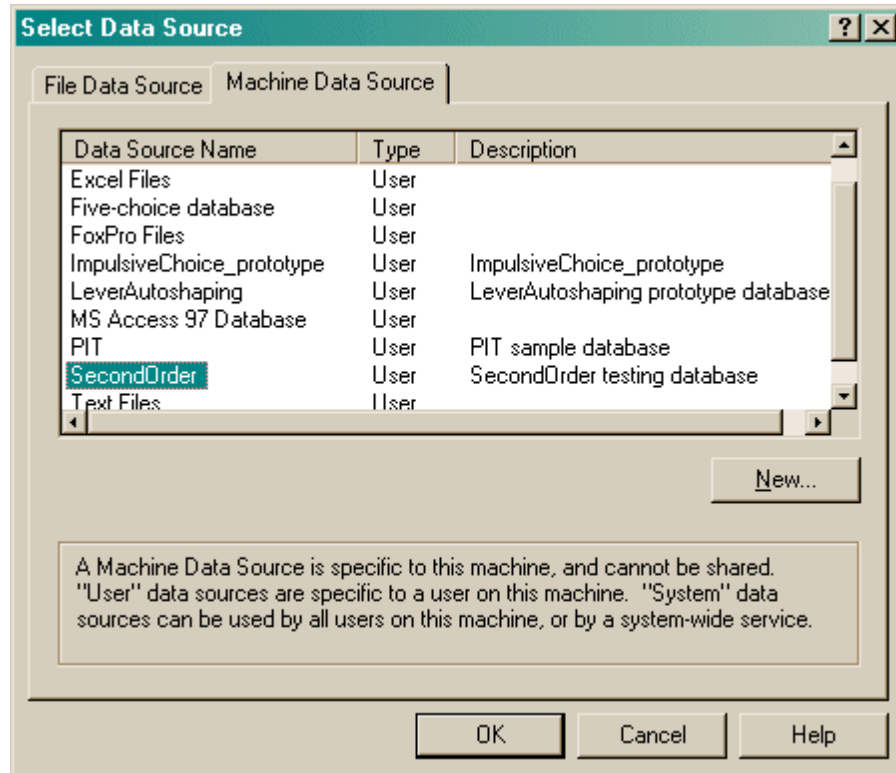 Select Data Source
File Data Source Machine Data Source
Data Source Name Type Description
Excel Files User
Five-choice database User
FoxPro Files User
ImpulsiveChoice_prototype User ImpulsiveChoice_prototype
LeverAutoshaping User LeverAutoshaping prototype database
MS Access 97 Database User
PIT User PIT sample database
SecondOrder User SecondOrder testing database
Text Files User
New...
A Machine Data Source is specific to this machine, and cannot be shared.
"User" data sources are specific to a user on this machine. "System" data
sources can be used by all users on this machine, or by a system-wide service.
OK Cancel Help